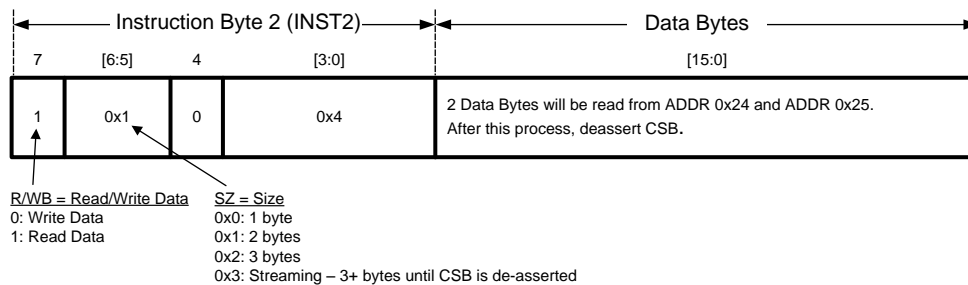 Instruction Byte 2 (INST2) Data Bytes
7 [6:5] 4 [3:0] [15:0]
1 0x1 0 0x4
2 Data Bytes will be read from ADDR 0x24 and ADDR 0x25.
After this process, deassert CSB.
R/WB = Read/Write Data
0: Write Data
1: Read Data
SZ = Size
0x0: 1 byte
0x1: 2 bytes
0x2: 3 bytes
0x3: Streaming – 3+ bytes until CSB is de-asserted